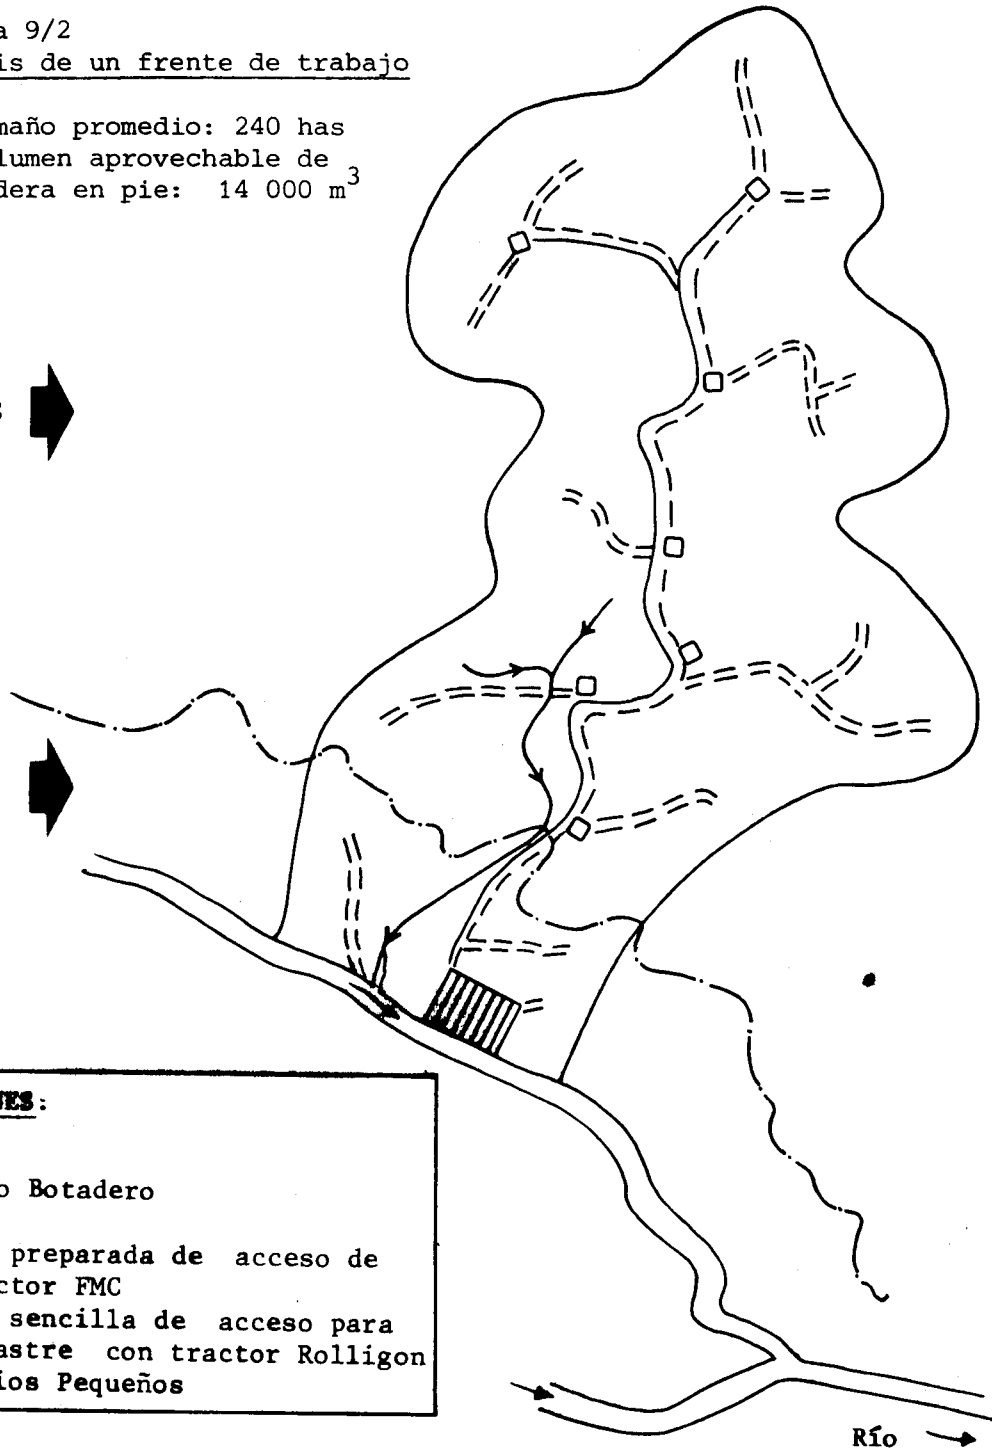 a 9/2
is de un frente de trabajo
maño promedio: 240 has
lumen aprovechable de
dera en pie: 14 000 m³
s
NES:
o Botadero
preparada de acceso de
ctor FMC
sencilla de acceso para
astre con tractor Rolligon
ios Pequeños
Río